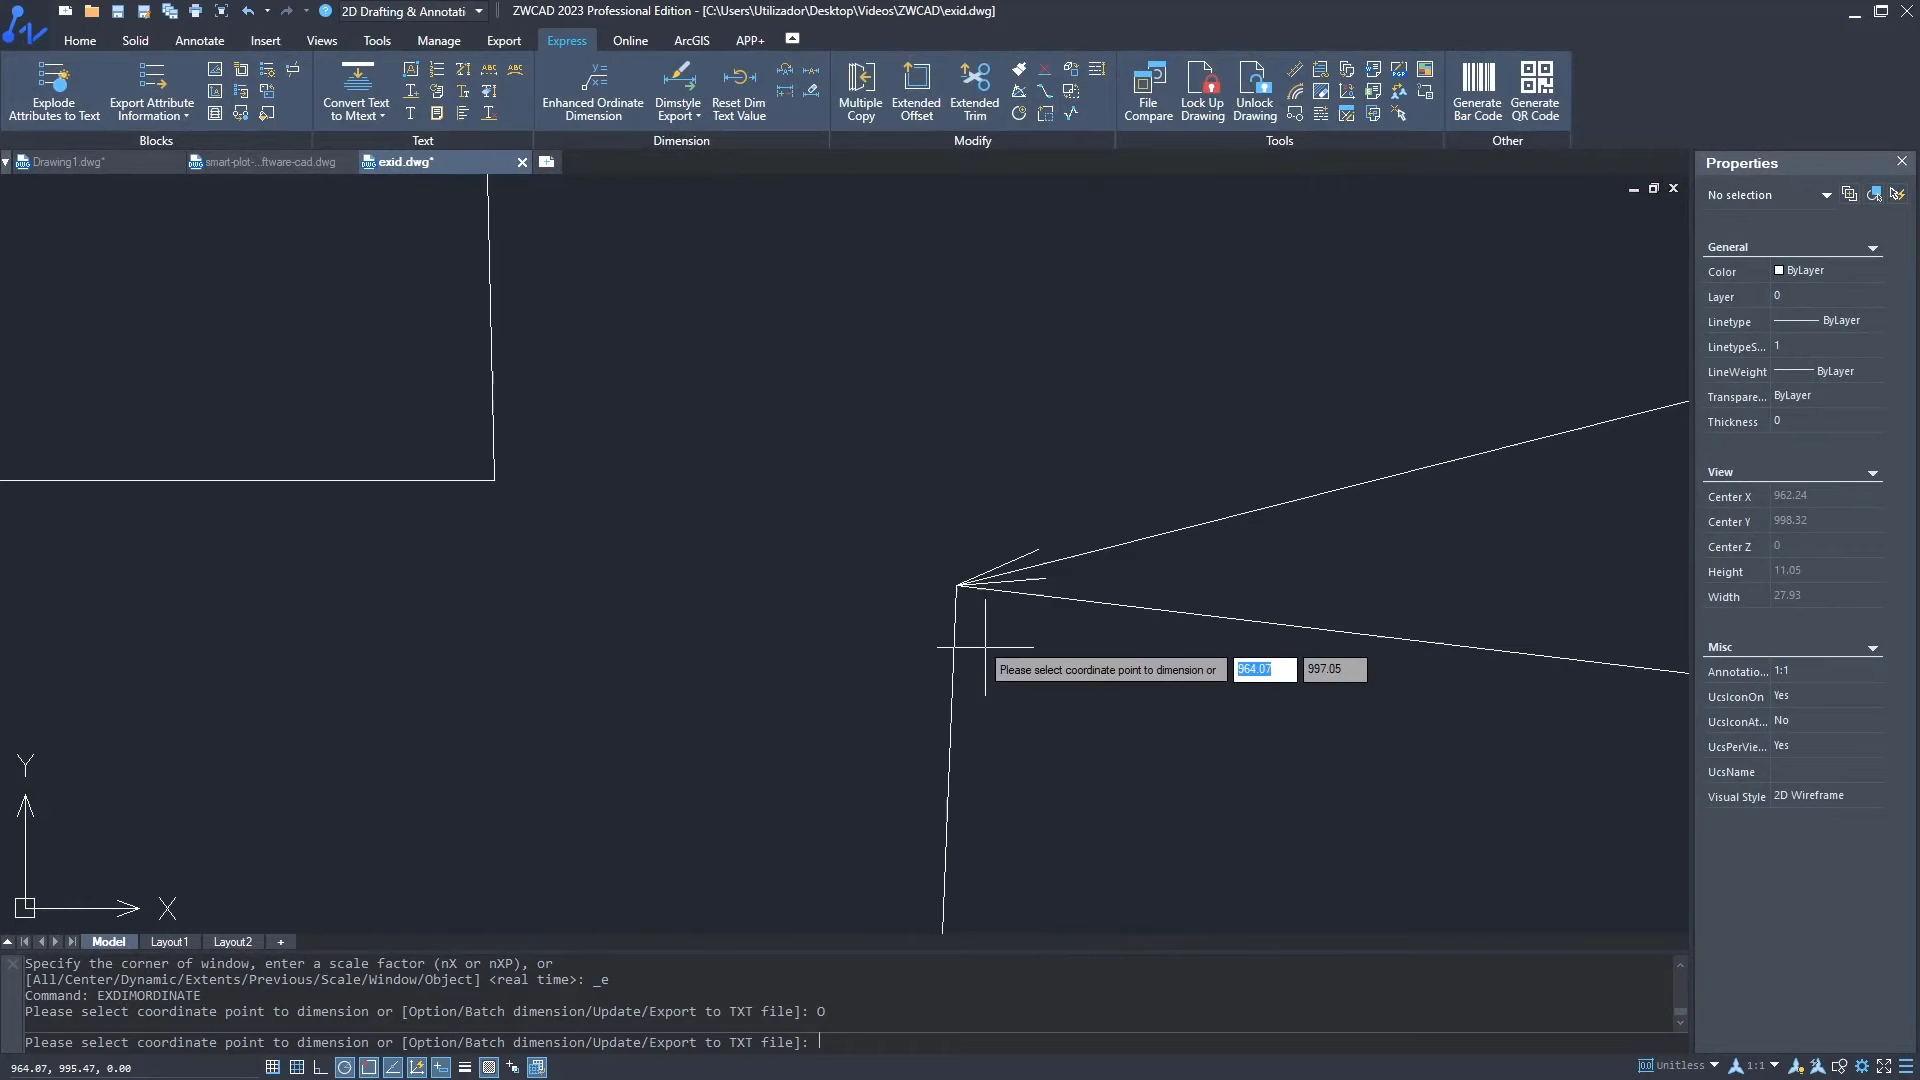 2D Drafting & Annotati
ZWCAD 2023 Professional Edition - [C:\Users\Utilizador\Desktop\Videos\ZWCAD\exid.dwg]
Home Solid Annotate Insert Views Tools Manage Export Express Online ArcGIS APP+
Explode
Attributes to Text
Export Attribute
Information
Convert Text
to Mtext
Enhanced Ordinate
Dimension
Dimstyle
Export
Reset Dim
Text Value
Multiple
Copy
Extended
Offset
Extended
Trim
File
Compare
Lock Up
Drawing
Unlock
Drawing
Generate
Bar Code
Generate
QR Code
Blocks Text Dimension Modify Tools Other
Drawing1.dwg* smart-plot-...ftware-cad.dwg exid.dwg*
Properties
No selection
General
Color ByLayer
Layer 0
Linetype ByLayer
LinetypeS... 1
LineWeight ByLayer
Transpare... ByLayer
Thickness 0
View
Center X 962.24
Center Y 998.32
Center Z 0
Height 11.05
Width 27.93
Misc
Annotatio... 1:1
UcsIconOn Yes
UcsIconAt... No
UcsPerVie... Yes
UcsName
Visual Style 2D Wireframe
Please select coordinate point to dimension or 964.07 997.05
Y
X
Model Layout1 Layout2 +
Specify the corner of window, enter a scale factor (nX or nXP), or
[All/Center/Dynamic/Extents/Previous/Scale/Window/Object] <real time>: _e
Command: EXDIMORDINATE
Please select coordinate point to dimension or [Option/Batch dimension/Update/Export to TXT file]: O
Please select coordinate point to dimension or [Option/Batch dimension/Update/Export to TXT file]:
964.07, 995.47, 0.00
Unitless 1:1